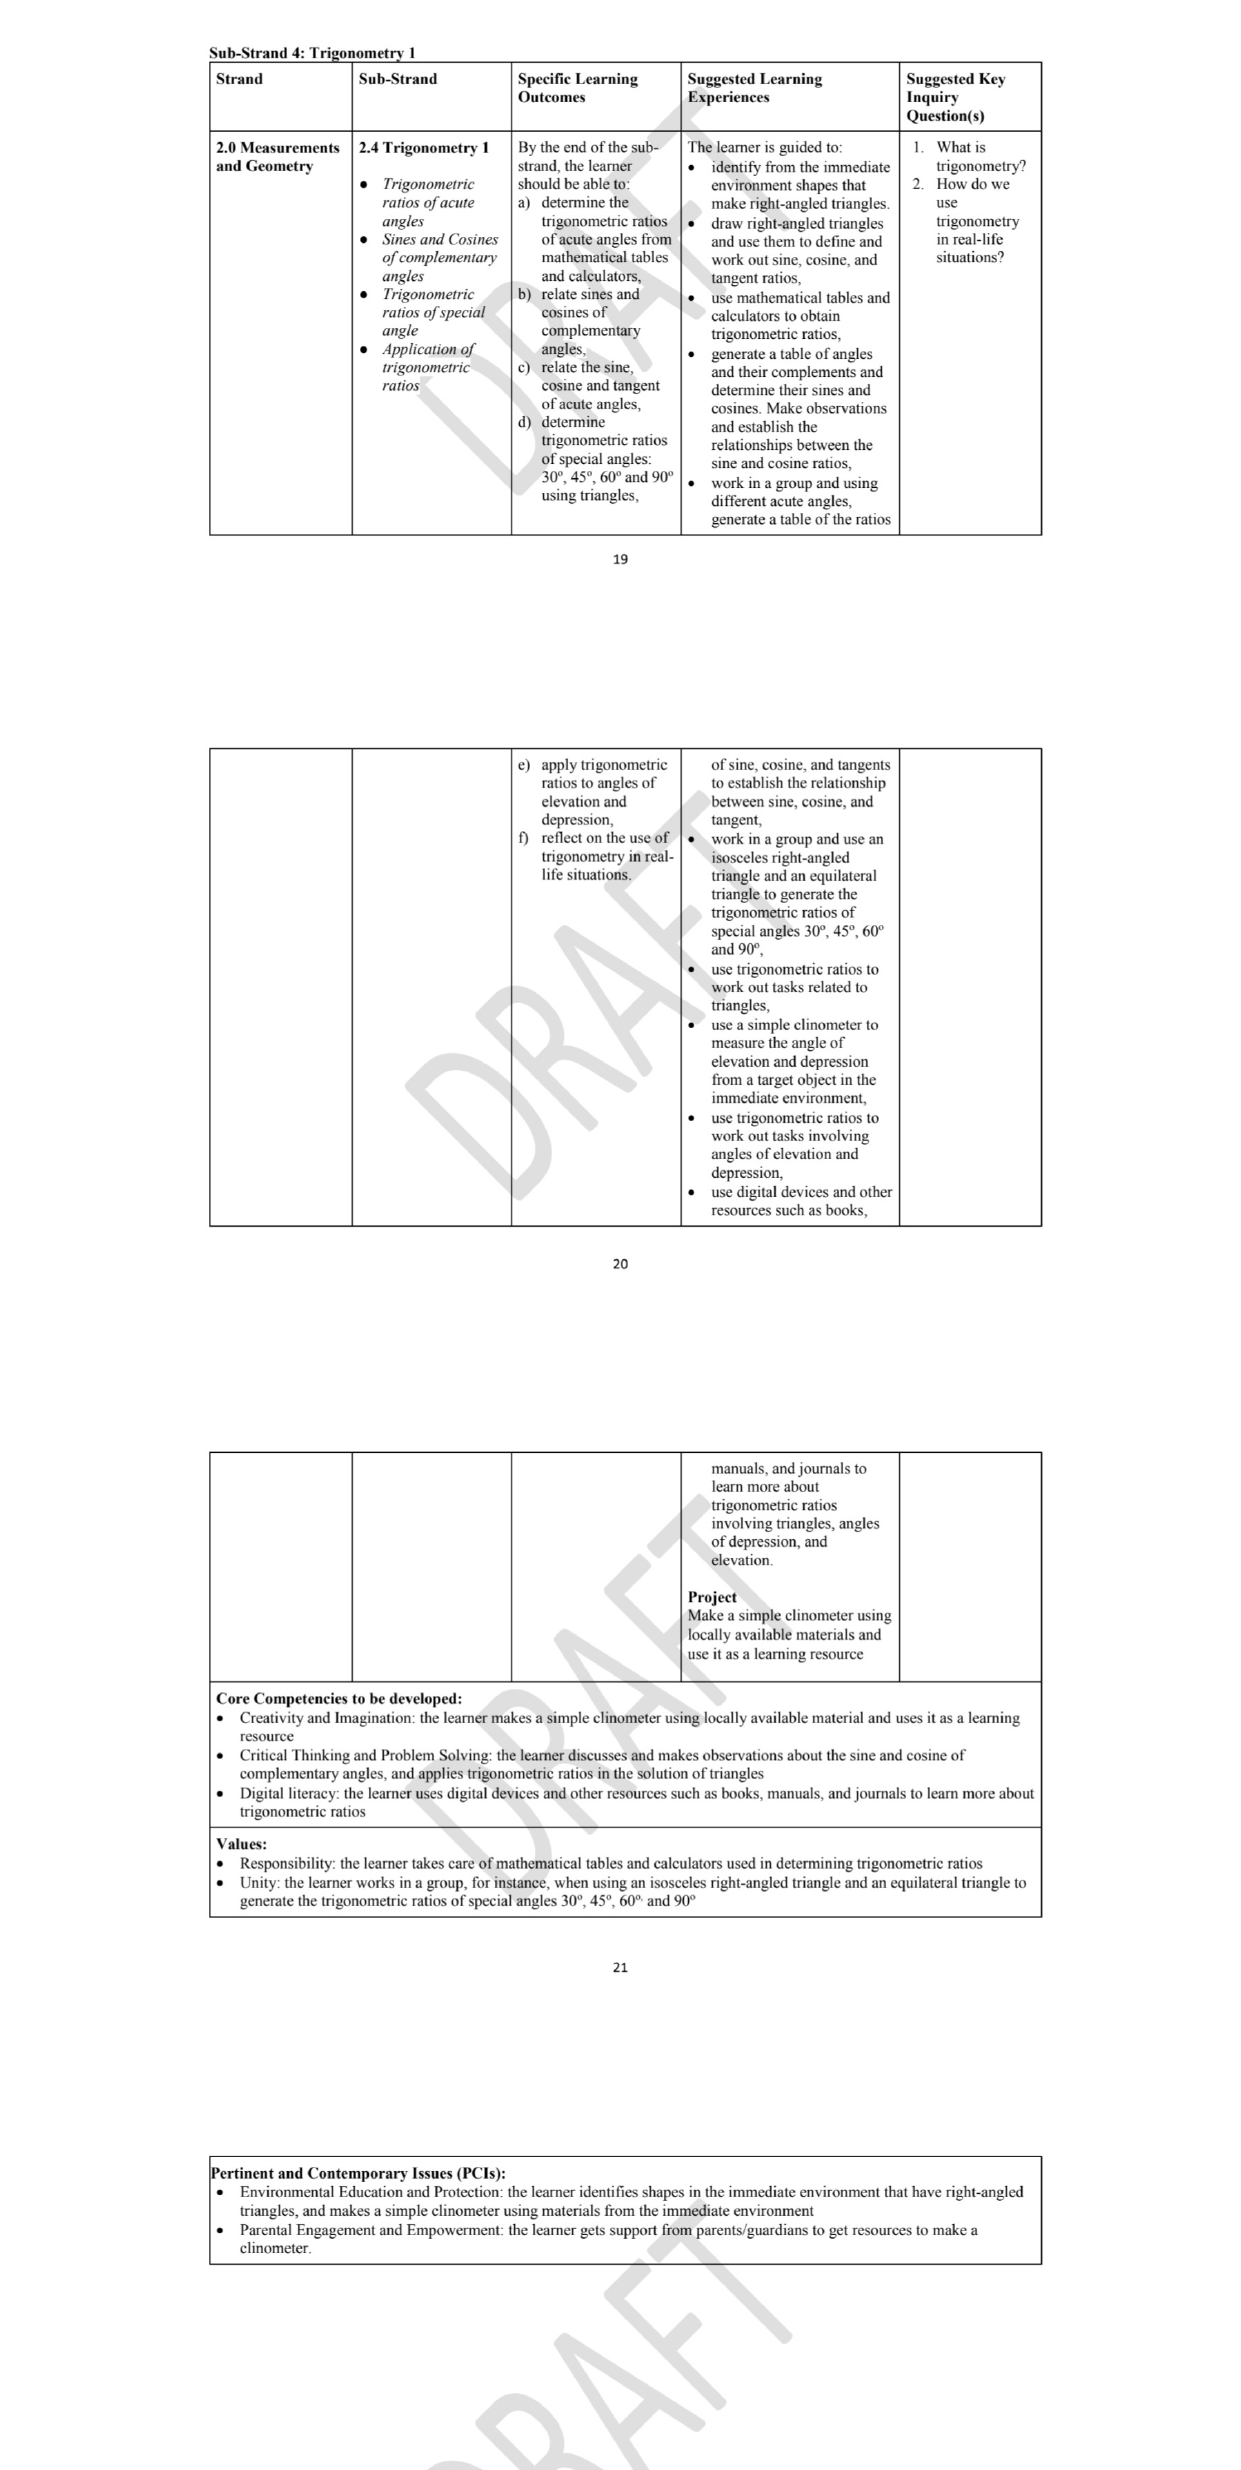 Sub-Strand 4: Trigonometry 1
Strand
Sub-Strand
Specific Learning
Outcomes
Suggested Learning
Experiences
Suggested Key
Inquiry
Question(s)
2.0 Measurements
and Geometry
2.4 Trigonometry 1
● Trigonometric
ratios of acute
angles
● Sines and Cosines
of complementary
angles
● Trigonometric
ratios of special
angle
● Application of
trigonometric
ratios
By the end of the sub-
strand, the learner
should be able to:
a) determine the
trigonometric ratios
of acute angles from
mathematical tables
and calculators,
b) relate sines and
cosines of
complementary
angles,
c) relate the sine,
cosine and tangent
of acute angles,
d) determine
trigonometric ratios
of special angles:
30º, 45º, 60º and 90º
using triangles,
The learner is guided to:
● identify from the immediate
environment shapes that
make right-angled triangles.
● draw right-angled triangles
and use them to define and
work out sine, cosine, and
tangent ratios,
● use mathematical tables and
calculators to obtain
trigonometric ratios,
● generate a table of angles
and their complements and
determine their sines and
cosines. Make observations
and establish the
relationships between the
sine and cosine ratios,
● work in a group and using
different acute angles,
generate a table of the ratios
1. What is
trigonometry?
2. How do we
use
trigonometry
in real-life
situations?
DRAFT
19
e) apply trigonometric
ratios to angles of
elevation and
depression,
f) reflect on the use of
trigonometry in real-
life situations.
of sine, cosine, and tangents
to establish the relationship
between sine, cosine, and
tangent,
● work in a group and use an
isosceles right-angled
triangle and an equilateral
triangle to generate the
trigonometric ratios of
special angles 30º, 45º, 60º
and 90º,
● use trigonometric ratios to
work out tasks related to
triangles,
● use a simple clinometer to
measure the angle of
elevation and depression
from a target object in the
immediate environment,
● use trigonometric ratios to
work out tasks involving
angles of elevation and
depression,
● use digital devices and other
resources such as books,
DRAFT
20
manuals, and journals to
learn more about
trigonometric ratios
involving triangles, angles
of depression, and
elevation.
Project
Make a simple clinometer using
locally available materials and
use it as a learning resource
Core Competencies to be developed:
● Creativity and Imagination: the learner makes a simple clinometer using locally available material and uses it as a learning
resource
● Critical Thinking and Problem Solving: the learner discusses and makes observations about the sine and cosine of
complementary angles, and applies trigonometric ratios in the solution of triangles
● Digital literacy: the learner uses digital devices and other resources such as books, manuals, and journals to learn more about
trigonometric ratios
Values:
● Responsibility: the learner takes care of mathematical tables and calculators used in determining trigonometric ratios
● Unity: the learner works in a group, for instance, when using an isosceles right-angled triangle and an equilateral triangle to
generate the trigonometric ratios of special angles 30º, 45º, 60º, and 90º
DRAFT
21
Pertinent and Contemporary Issues (PCIs):
● Environmental Education and Protection: the learner identifies shapes in the immediate environment that have right-angled
triangles, and makes a simple clinometer using materials from the immediate environment
● Parental Engagement and Empowerment: the learner gets support from parents/guardians to get resources to make a
clinometer.
DRAFT